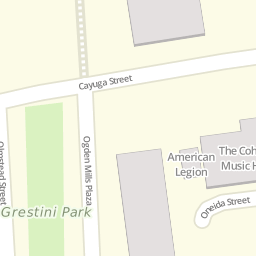 Cayuga Street
Olmstead Street
Ogden Mills Plaza
American
Legion
The Coh
Music H
Grestini Park
Oneida Street